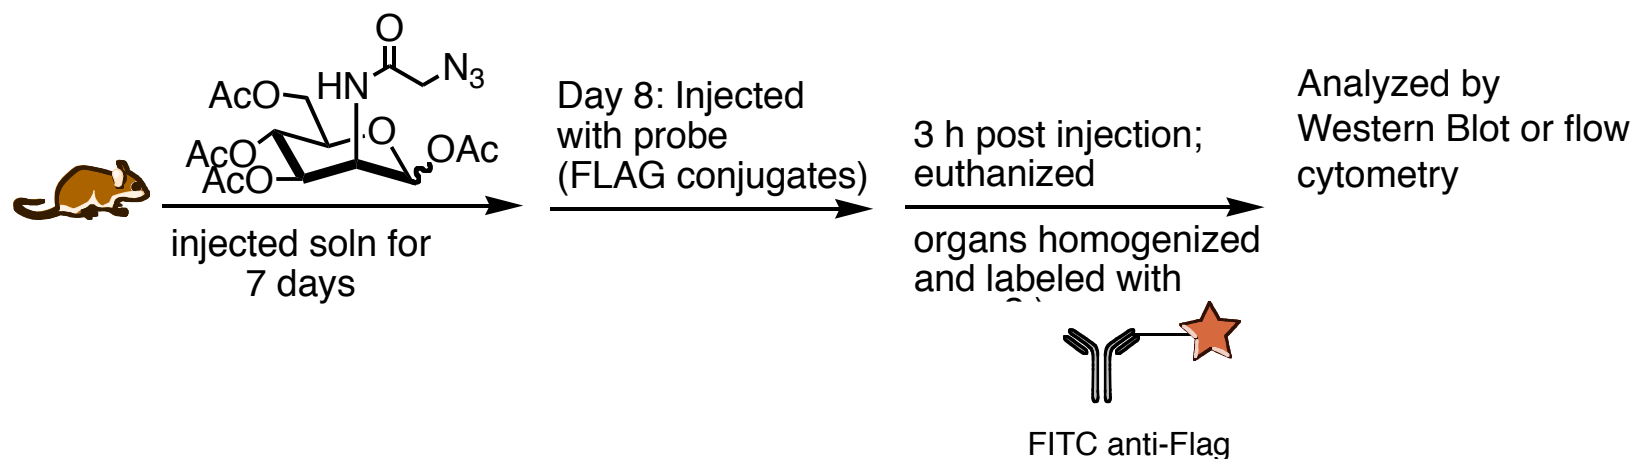 O
HN
N3
AcO
O
OAc
AcO
AcO
injected soln for
7 days
Day 8: Injected
with probe
(FLAG conjugates)
3 h post injection;
euthanized
organs homogenized
and labeled with
FITC anti-Flag
Analyzed by
Western Blot or flow
cytometry